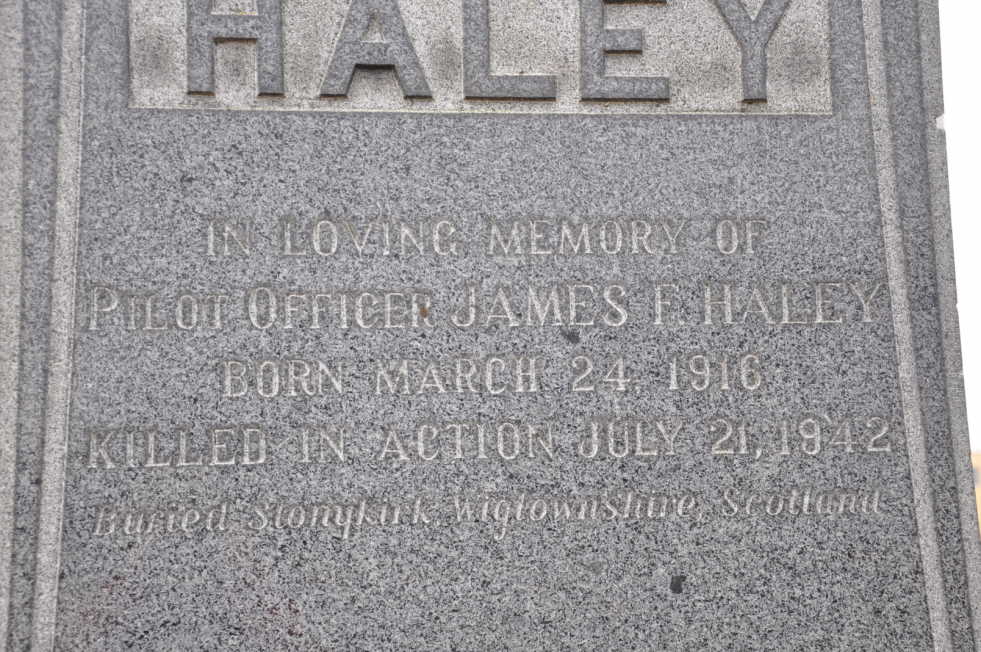 HALEY
IN LOVING MEMORY OF
PILOT OFFICER JAMES F. HALEY
BORN MARCH 24, 1916
KILLED IN ACTION JULY 21, 1942
Buried Stonykirk, Wigtownshire, Scotland